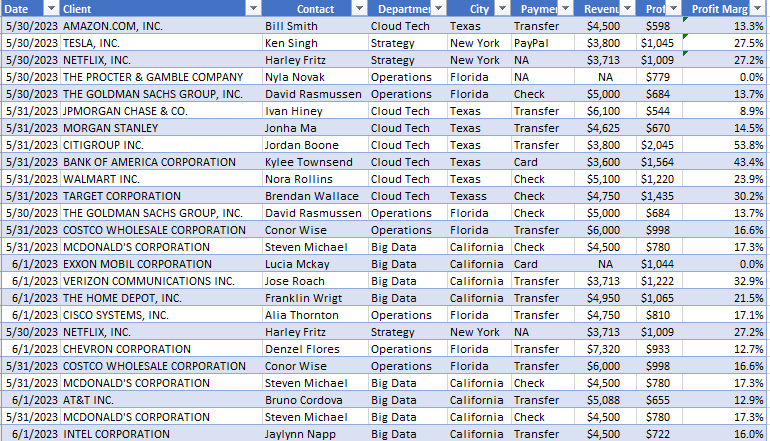 Date Client Contact Departme City Payme Revenu Prof Profit Marg
5/30/2023 AMAZON.COM, INC. Bill Smith Cloud Tech Texas Transfer $4,500 $598 13.3%
5/30/2023 TESLA, INC. Ken Singh Strategy New York PayPal $3,800 $1,045 27.5%
5/30/2023 NETFLIX, INC. Harley Fritz Strategy New York NA $3,713 $1,009 27.2%
5/30/2023 THE PROCTER & GAMBLE COMPANY Nyla Novak Operations Florida NA NA $779 0.0%
5/30/2023 THE GOLDMAN SACHS GROUP, INC. David Rasmussen Operations Florida Check $5,000 $684 13.7%
5/31/2023 JPMORGAN CHASE & CO. Ivan Hiney Cloud Tech Texas Transfer $6,100 $544 8.9%
5/31/2023 MORGAN STANLEY Jonha Ma Cloud Tech Texas Transfer $4,625 $670 14.5%
5/31/2023 CITIGROUP INC. Jordan Boone Cloud Tech Texas Transfer $3,800 $2,045 53.8%
5/31/2023 BANK OF AMERICA CORPORATION Kylee Townsend Cloud Tech Texas Card $3,600 $1,564 43.4%
5/31/2023 WALMART INC. Nora Rollins Cloud Tech Texas Check $5,100 $1,220 23.9%
5/31/2023 TARGET CORPORATION Brendan Wallace Cloud Tech Texass Check $4,750 $1,435 30.2%
5/30/2023 THE GOLDMAN SACHS GROUP, INC. David Rasmussen Operations Florida Check $5,000 $684 13.7%
5/31/2023 COSTCO WHOLESALE CORPORATION Conor Wise Operations Florida Transfer $6,000 $998 16.6%
5/31/2023 MCDONALD'S CORPORATION Steven Michael Big Data California Check $4,500 $780 17.3%
6/1/2023 EXXON MOBIL CORPORATION Lucia Mckay Big Data California Card NA $1,044 0.0%
6/1/2023 VERIZON COMMUNICATIONS INC. Jose Roach Big Data California Transfer $3,713 $1,222 32.9%
6/1/2023 THE HOME DEPOT, INC. Franklin Wrigt Big Data California Transfer $4,950 $1,065 21.5%
6/1/2023 CISCO SYSTEMS, INC. Alia Thornton Operations Florida Transfer $4,750 $810 17.1%
5/30/2023 NETFLIX, INC. Harley Fritz Strategy New York NA $3,713 $1,009 27.2%
6/1/2023 CHEVRON CORPORATION Denzel Flores Operations Florida Transfer $7,320 $933 12.7%
5/31/2023 COSTCO WHOLESALE CORPORATION Conor Wise Operations Florida Transfer $6,000 $998 16.6%
5/31/2023 MCDONALD'S CORPORATION Steven Michael Big Data California Check $4,500 $780 17.3%
6/1/2023 AT&T INC. Bruno Cordova Big Data California Transfer $5,088 $655 12.9%
5/31/2023 MCDONALD'S CORPORATION Steven Michael Big Data California Check $4,500 $780 17.3%
6/1/2023 INTEL CORPORATION Jaylynn Napp Big Data California Transfer $4,500 $722 16.0%